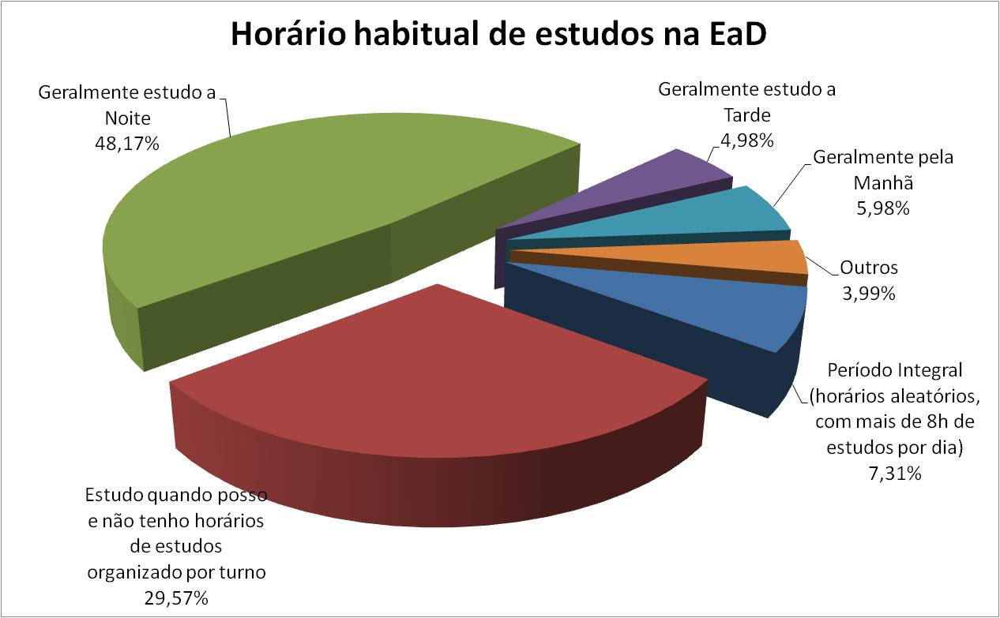 Horário habitual de estudos na EaD
Geralmente estudo a
Noite
48,17%
Geralmente estudo a
Tarde
4,98%
Geralmente pela
Manhã
5,98%
Outros
3,99%
Período Integral
(horários aleatórios,
com mais de 8h de
estudos por dia)
7,31%
Estudo quando posso
e não tenho horários
de estudos
organizado por turno
29,57%